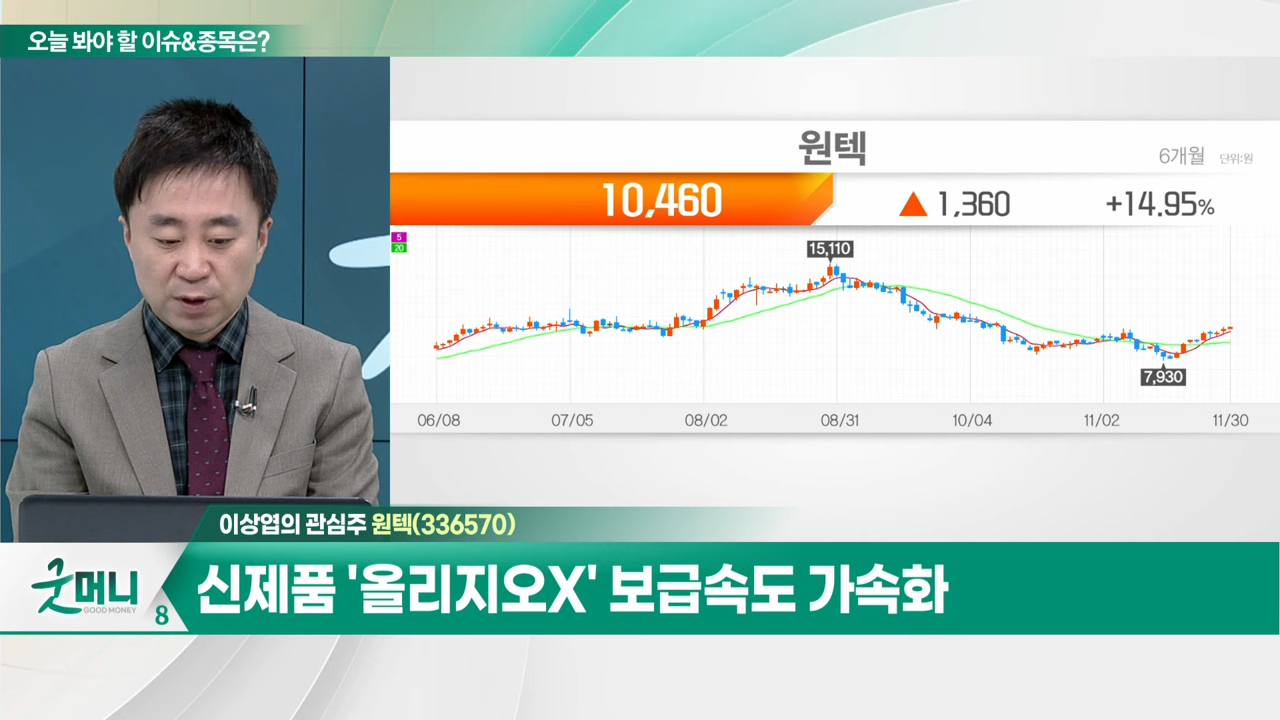 오늘 봐야 할 이슈&종목은?
원텍
6개월 단위:원
10,460 ▲ 1,360 +14.95%
5
20
15,110
7,930
06/08 07/05 08/02 08/31 10/04 11/02 11/30
이상엽의 관심주 원텍(336570)
굿머니
GOOD MONEY
8
신제품 '올리지오X' 보급속도 가속화